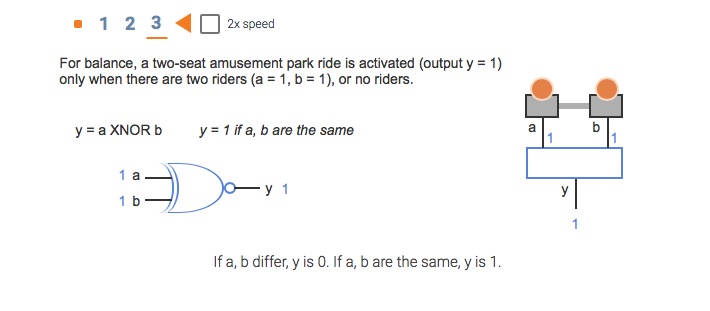 1 2 3 2x speed
For balance, a two-seat amusement park ride is activated (output y = 1)
only when there are two riders (a = 1, b = 1), or no riders.
y = a XNOR b y = 1 if a, b are the same
a b
1 1
1 a
1 b
y 1
y
1
If a, b differ, y is 0. If a, b are the same, y is 1.